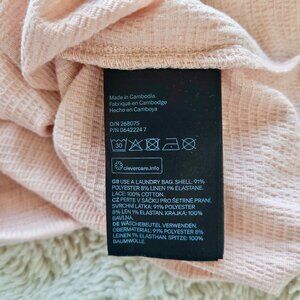 Made in Cambodia
Fabriqué en Cambodge
Hecho en Camboya
O/N 268075
P/N 0642224 7
30
clevercare.info
GB USE A LAUNDRY BAG. SHELL: 91%
POLYESTER 8% LINEN 1% ELASTANE.
LACE: 100% COTTON.
CZ PERTE V SÁČKU PRO ŠETRNÉ PRANÍ.
SVRCHNÍ LÁTKA: 91% POLYESTER
8% LEN 1% ELASTAN. KRAJKA: 100%
BAVLNA.
DE WÄSCHEBEUTEL VERWENDEN.
OBERMATERIAL: 91% POLYESTER 8%
LEINEN 1% ELASTHAN. SPITZE: 100%
BAUMWOLLE.